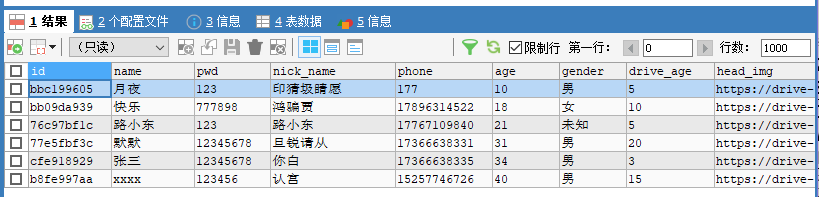 1 结果 2 个配置文件 3 信息 4 表数据 5 信息
（只读） 限制行 第一行： 0 行数： 1000
id name pwd nick_name phone age gender drive_age head_img
bbc199605 月夜 123 印猜圾晴愿 177 10 男 5 https://drive-
bb09da939 快乐 777898 鸿骗贾 17896314522 18 女 10 https://drive-
76c97bf1c 路小东 123 路小东 17767109840 21 未知 5 https://drive-
77e5fbf3c 默默 12345678 旦锐请从 17366638331 31 男 20 https://drive-
cfe918929 张三 12345678 你白 17366638338 34 男 3 https://drive-
b8fe997aa xxxx 123456 认宫 15257746726 40 男 15 https://drive-